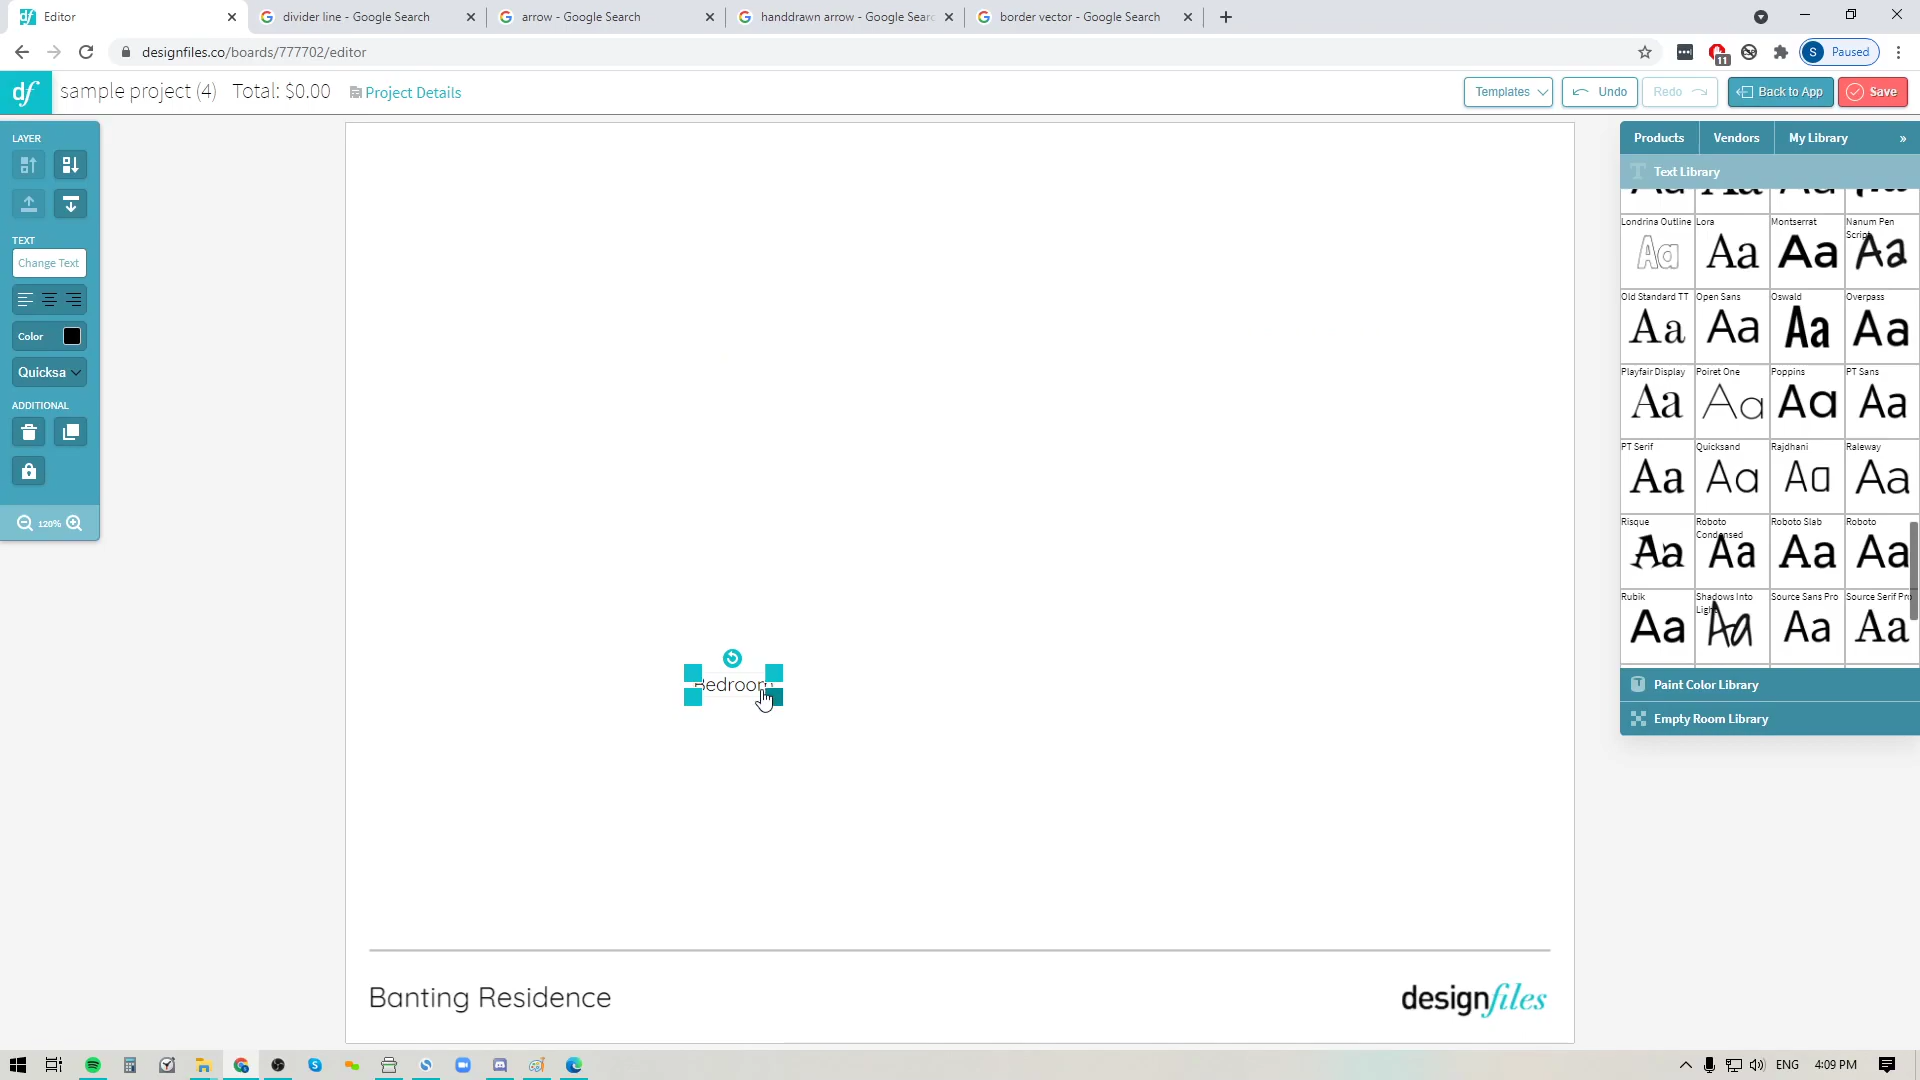 Editor
divider line - Google Search
arrow - Google Search
handdrawn arrow - Google Searc
border vector - Google Search
designfiles.co/boards/777702/editor
11
S Paused
df sample project (4) Total: $0.00 Project Details
Templates Undo Redo Back to App Save
LAYER
TEXT
Change Text
Color
Quicksa
ADDITIONAL
120%
Products Vendors My Library »
Text Library
Londrina Outline Lora Montserrat Nanum Pen
Script
Aa Aa Aa Aa
Old Standard TT Open Sans Oswald Overpass
Aa Aa Aa Aa
Playfair Display Poiret One Poppins PT Sans
Aa Aa Aa Aa
PT Serif Quicksand Rajdhani Raleway
Aa Aa Aa Aa
Risque Roboto Roboto Slab Roboto
Condensed
Aa Aa Aa Aa
Rubik Shadows Into Source Sans Pro Source Serif Pro
Light
Aa Aa Aa Aa
Paint Color Library
Empty Room Library
Bedroom
Banting Residence
designfiles
ENG 4:09 PM